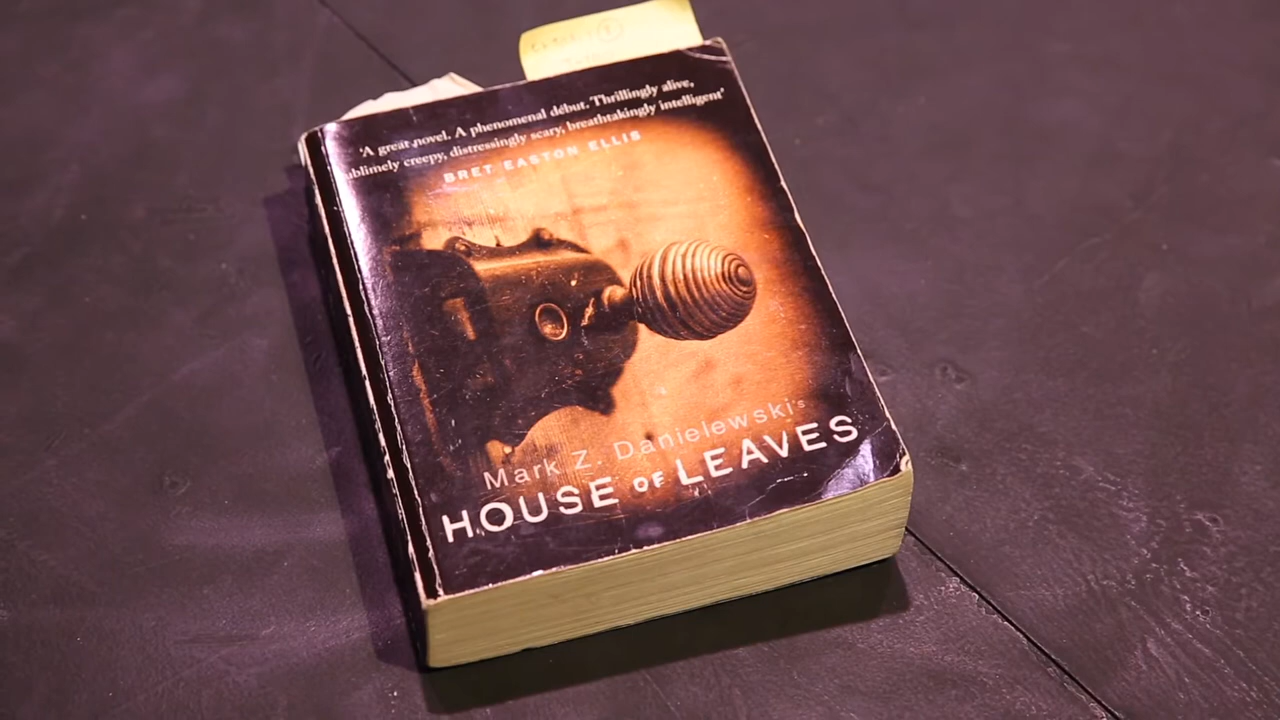 'A great novel. A phenomenal début. Thrillingly alive,
ublimely creepy, distressingly scary, breathtakingly intelligent'
BRET EASTON ELLIS
Mark Z. Danielewski's
HOUSE OF LEAVES